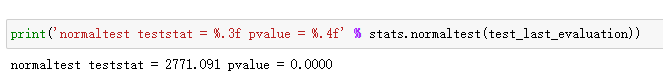 print('normaltest teststat = %.3f pvalue = %.4f' % stats.normaltest(test_last_evaluation))
normaltest teststat = 2771.091 pvalue = 0.0000